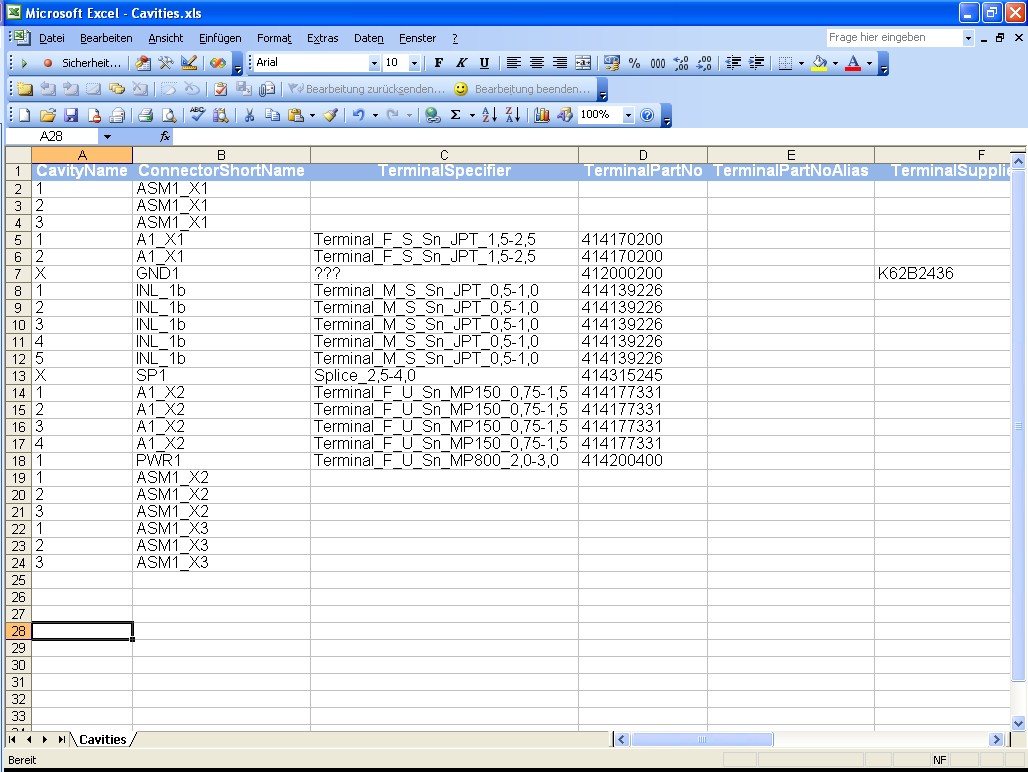 Microsoft Excel - Cavities.xls
Datei Bearbeiten Ansicht Einfügen Format Extras Daten Fenster ? Frage hier eingeben
Sicherheit... Arial 10 F K U % 000
Bearbeitung zurücksenden... Bearbeitung beenden...
100%
A28 fx
A B C D E F
1 CavityName ConnectorShortName TerminalSpecifier TerminalPartNo TerminalPartNoAlias TerminalSupplie
2 1 ASM1_X1
3 2 ASM1_X1
4 3 ASM1_X1
5 1 A1_X1 Terminal_F_S_Sn_JPT_1,5-2,5 414170200
6 2 A1_X1 Terminal_F_S_Sn_JPT_1,5-2,5 414170200
7 X GND1 ??? 412000200 K62B2436
8 1 INL_1b Terminal_M_S_Sn_JPT_0,5-1,0 414139226
9 2 INL_1b Terminal_M_S_Sn_JPT_0,5-1,0 414139226
10 3 INL_1b Terminal_M_S_Sn_JPT_0,5-1,0 414139226
11 4 INL_1b Terminal_M_S_Sn_JPT_0,5-1,0 414139226
12 5 INL_1b Terminal_M_S_Sn_JPT_0,5-1,0 414139226
13 X SP1 Splice_2,5-4,0 414315245
14 1 A1_X2 Terminal_F_U_Sn_MP150_0,75-1,5 414177331
15 2 A1_X2 Terminal_F_U_Sn_MP150_0,75-1,5 414177331
16 3 A1_X2 Terminal_F_U_Sn_MP150_0,75-1,5 414177331
17 4 A1_X2 Terminal_F_U_Sn_MP150_0,75-1,5 414177331
18 1 PWR1 Terminal_F_U_Sn_MP800_2,0-3,0 414200400
19 1 ASM1_X2
20 2 ASM1_X2
21 3 ASM1_X2
22 1 ASM1_X3
23 2 ASM1_X3
24 3 ASM1_X3
25
26
27
28
29
30
31
32
33
34
Cavities
Bereit NF